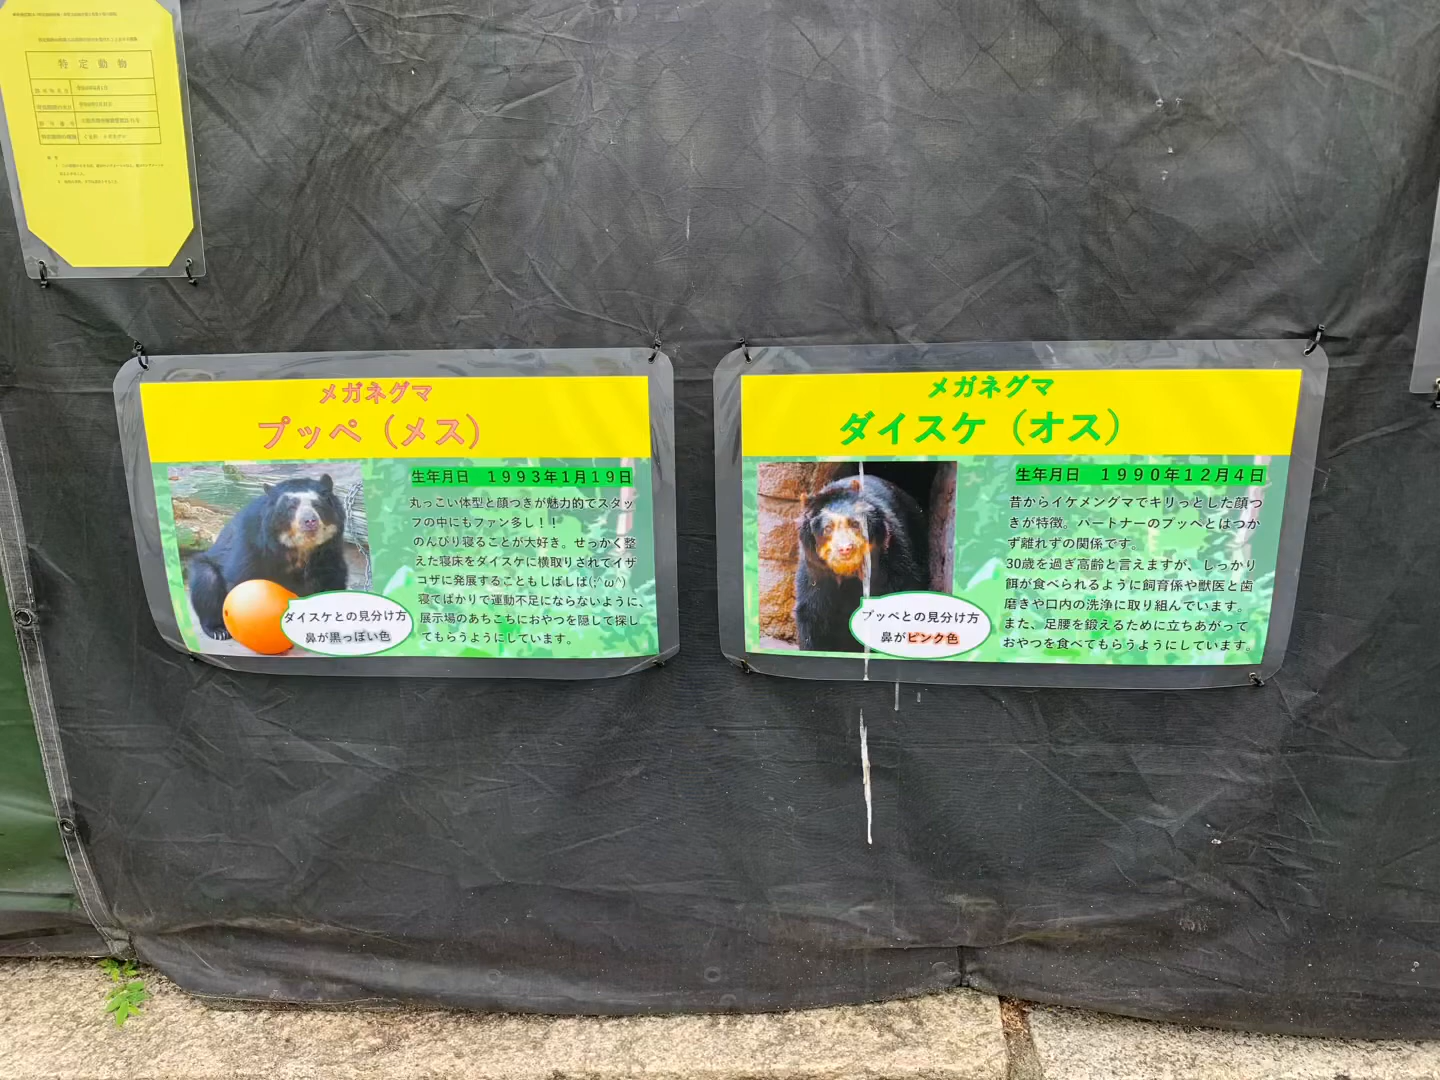 特定動物
メガネグマ
プッペ（メス）
生年月日　1993年1月19日
丸っこい体型と顔つきが魅力的でスタッ
フの中にもファン多し！！
のんびり寝ることが大好き。せっかく整
えた寝床をダイスケに横取りされてイザ
コザに発展することもしばしば(;^ω^)
寝てばかりで運動不足にならないように、
展示場のあちこちにおやつを隠して探し
てもらうようにしています。
ダイスケとの見分け方
鼻が黒っぽい色
メガネグマ
ダイスケ（オス）
生年月日　1990年12月4日
昔からイケメングマでキリっとした顔つ
きが特徴。パートナーのプッペとはつか
ず離れずの関係です。
30歳を過ぎ高齢と言えますが、しっかり
餌が食べられるように飼育係や獣医と歯
磨きや口内の洗浄に取り組んでいます。
また、足腰を鍛えるために立ちあがって
おやつを食べてもらうようにしています。
プッペとの見分け方
鼻がピンク色